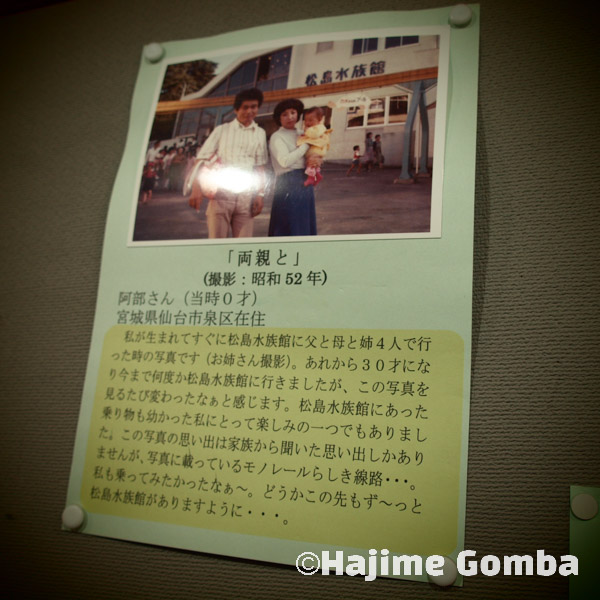 松島水族館
「両親と」
(撮影：昭和52年)
阿部さん（当時０才）
宮城県仙台市泉区在住
私が生まれてすぐに松島水族館に父と母と姉４人で行
った時の写真です（お姉さん撮影）。あれから３０才にな
り今まで何度か松島水族館に行きましたが、この写真を
見るたび変わったなぁと感じます。松島水族館にあった
乗り物も幼かった私にとって楽しみの一つでもありまし
た。この写真の思い出は家族から聞いた思い出しかあり
ませんが、写真に載っているモノレールらしき線路・・・。
私も乗ってみたかったなぁ～。どうかこの先もず～っと
松島水族館がありますように・・・。
©Hajime Gomba